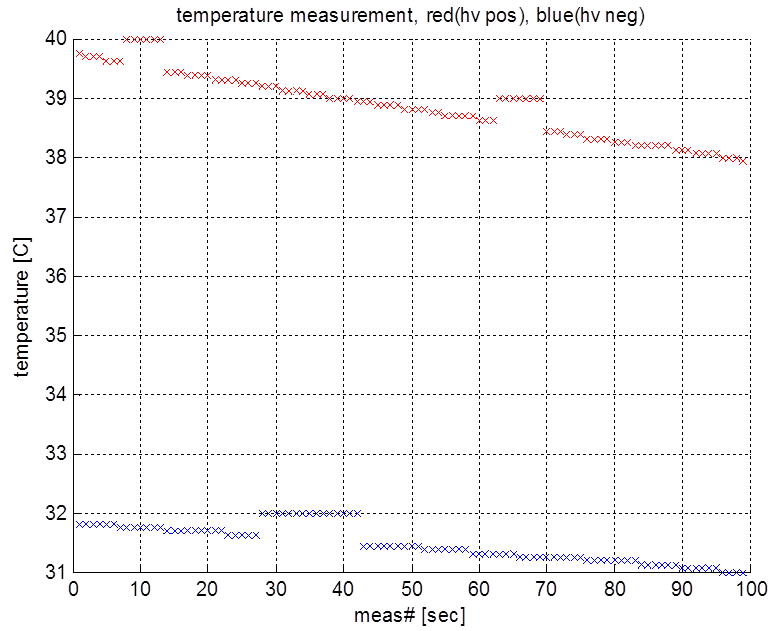 temperature measurement, red(hv pos), blue(hv neg)
temperature [C]
40
39
38
37
36
35
34
33
32
31
0 10 20 30 40 50 60 70 80 90 100
meas# [sec]